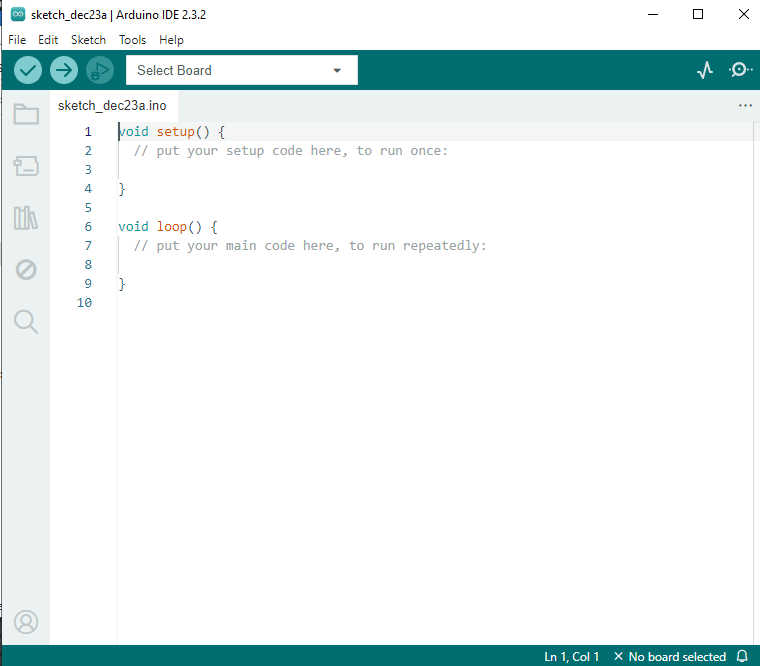 sketch_dec23a | Arduino IDE 2.3.2
File Edit Sketch Tools Help
Select Board
sketch_dec23a.ino
1 void setup() {
2   // put your setup code here, to run once:
3
4 }
5
6 void loop() {
7   // put your main code here, to run repeatedly:
8
9 }
10
Ln 1, Col 1 × No board selected